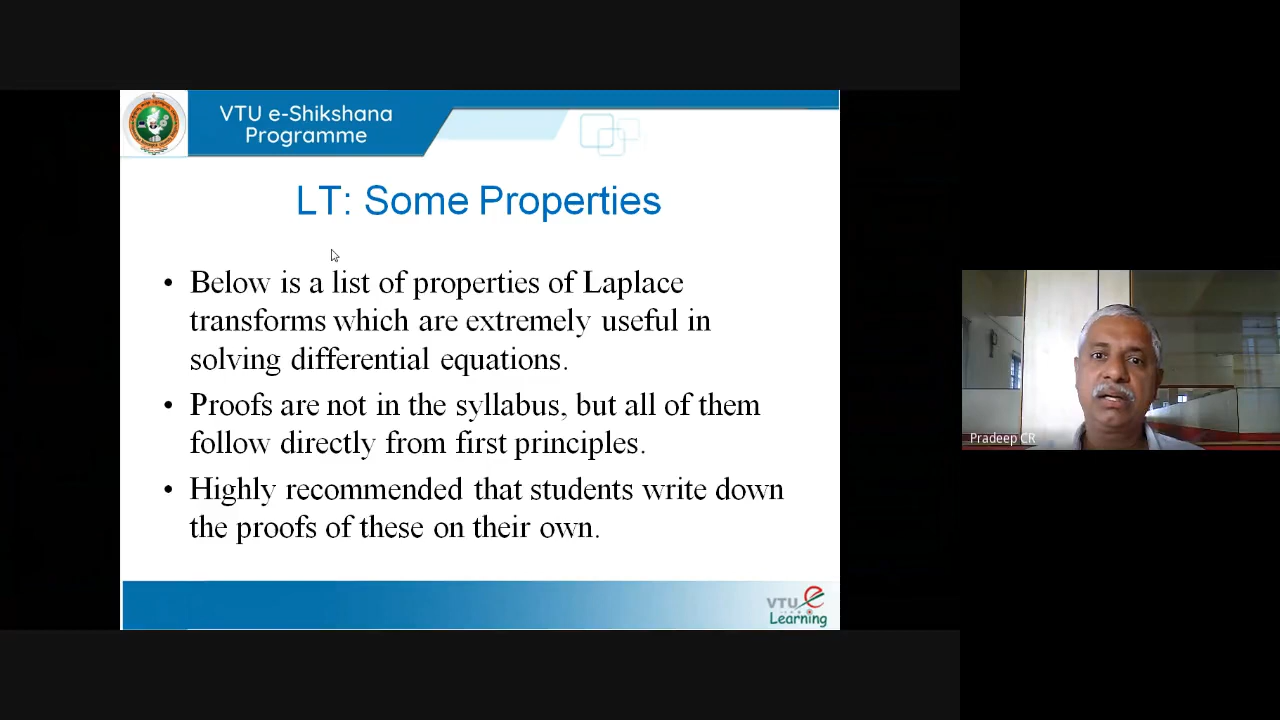 VTU e-Shikshana
Programme
LT: Some Properties
• Below is a list of properties of Laplace
transforms which are extremely useful in
solving differential equations.
• Proofs are not in the syllabus, but all of them
follow directly from first principles.
• Highly recommended that students write down
the proofs of these on their own.
VTU e
Learning
Pradeep CR